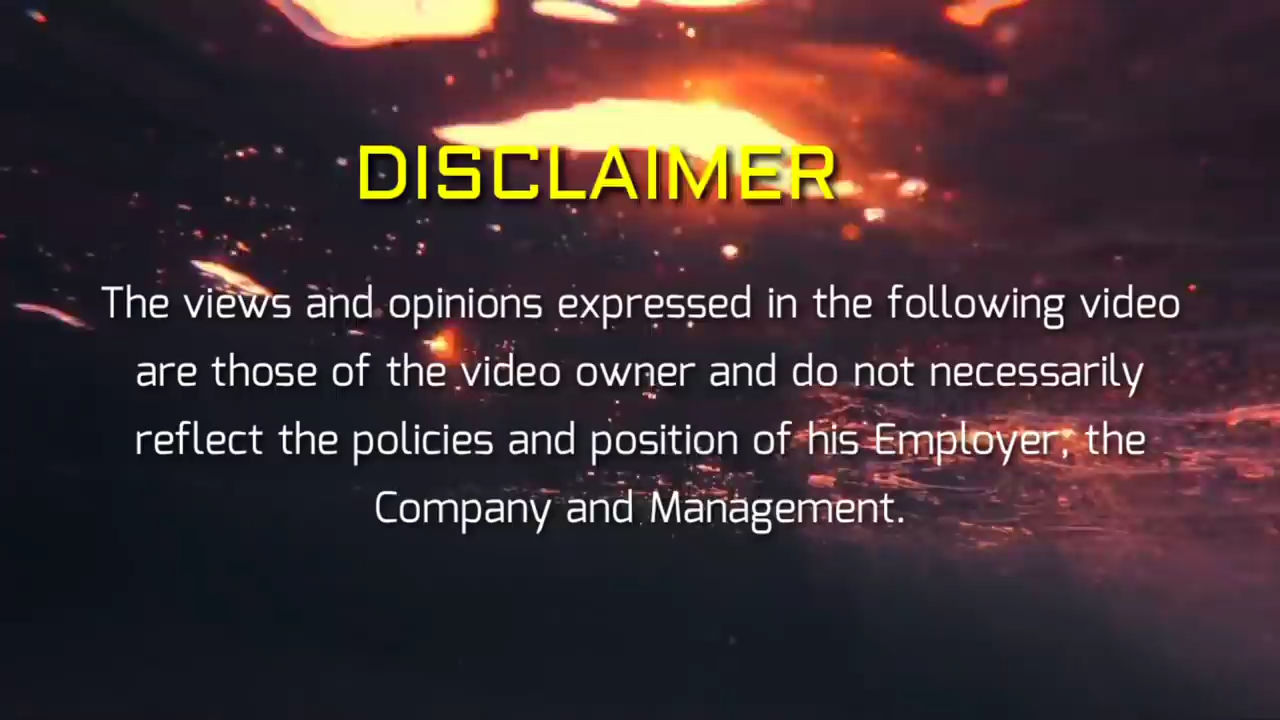 DISCLAIMER
The views and opinions expressed in the following video
are those of the video owner and do not necessarily
reflect the policies and position of his Employer, the
Company and Management.